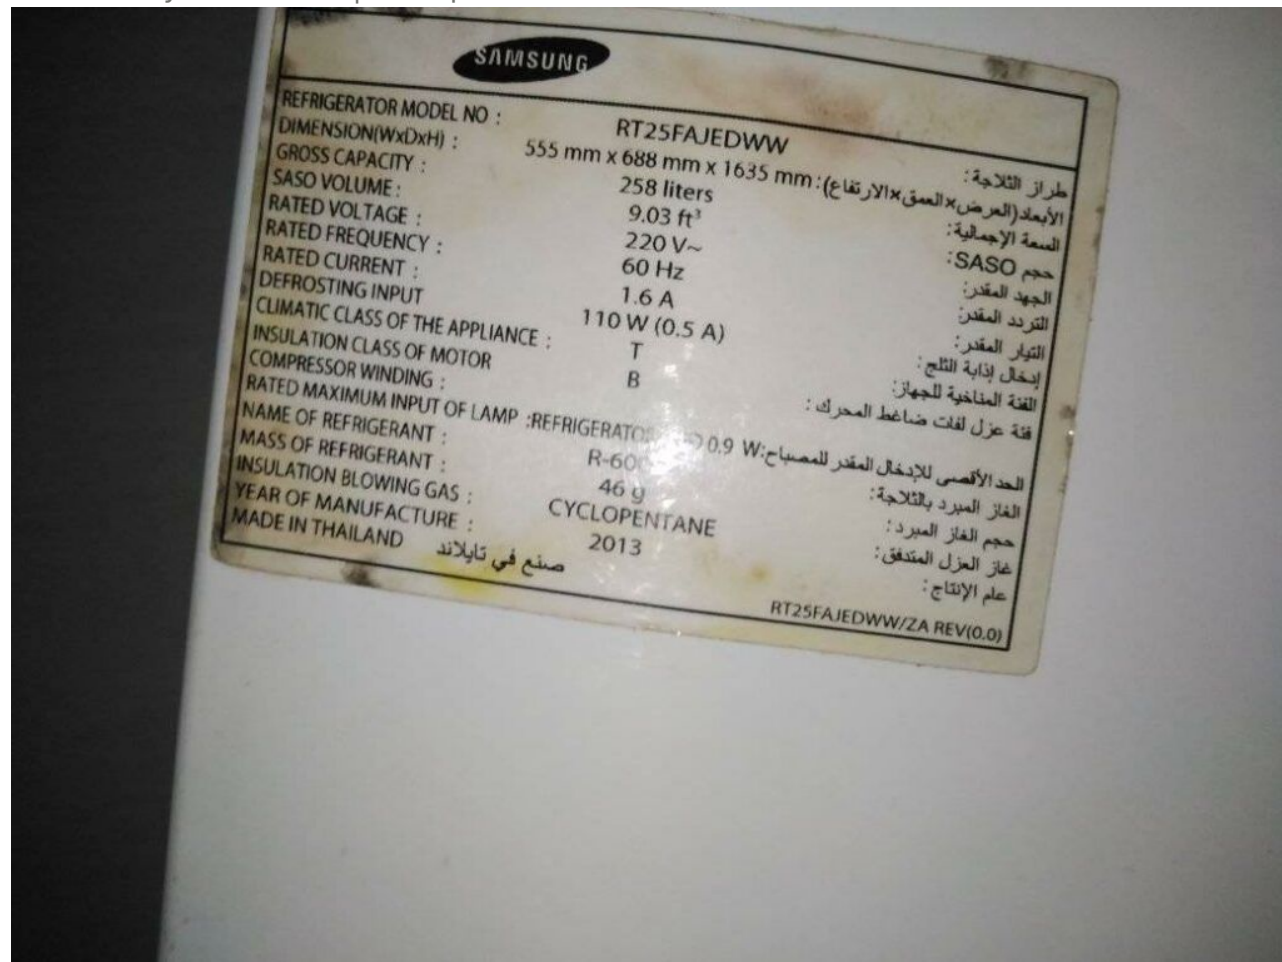 SAMSUNG
REFRIGERATOR MODEL NO : RT25FAJEDWW طراز الثلاجة:
DIMENSION(WxDxH) : 555 mm x 688 mm x 1635 mm :الأبعاد(العرض×العمق×الارتفاع)
GROSS CAPACITY : 258 liters السعة الإجمالية:
SASO VOLUME : 9.03 ft³ حجم SASO:
RATED VOLTAGE : 220 V~ الجهد المقدر:
RATED FREQUENCY : 60 Hz التردد المقدر:
RATED CURRENT : 1.6 A التيار المقدر:
DEFROSTING INPUT 110 W (0.5 A) إدخال إذابة الثلج :
CLIMATIC CLASS OF THE APPLIANCE : T الفئة المناخية للجهاز:
INSULATION CLASS OF MOTOR
COMPRESSOR WINDING : B فئة عزل لفات ضاغط المحرك :
RATED MAXIMUM INPUT OF LAMP :REFRIGERATOR 0.9 W:الحد الأقصى للإدخال المقدر للمصباح
NAME OF REFRIGERANT : الغاز المبرد بالثلاجة:
MASS OF REFRIGERANT : 46 g حجم الغاز المبرد :
INSULATION BLOWING GAS : CYCLOPENTANE غاز العزل المتدفق :
YEAR OF MANUFACTURE : 2013 عام الإنتاج :
MADE IN THAILAND صنع في تايلاند
RT25FAJEDWW/ZA REV(0.0)